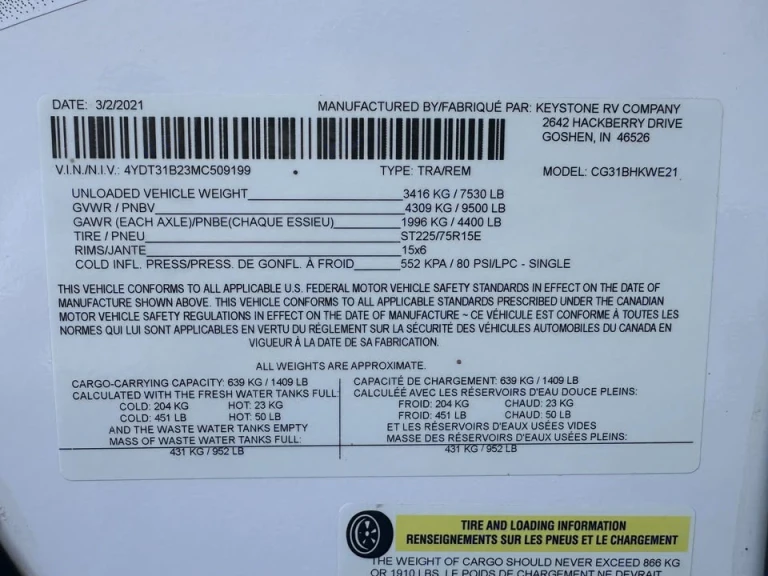 DATE: 3/2/2021 MANUFACTURED BY/FABRIQUÉ PAR: KEYSTONE RV COMPANY
2642 HACKBERRY DRIVE
GOSHEN, IN 46526
V.I.N./N.I.V.: 4YDT31B23MC509199 TYPE: TRA/REM MODEL: CG31BHKWE21
UNLOADED VEHICLE WEIGHT 3416 KG / 7530 LB
GVWR / PNBV 4309 KG / 9500 LB
GAWR (EACH AXLE)/PNBE(CHAQUE ESSIEU) 1996 KG / 4400 LB
TIRE / PNEU ST225/75R15E
RIMS/JANTE 15x6
COLD INFL. PRESS/PRESS. DE GONFL. À FROID 552 KPA / 80 PSI/LPC - SINGLE
THIS VEHICLE CONFORMS TO ALL APPLICABLE U.S. FEDERAL MOTOR VEHICLE SAFETY STANDARDS IN EFFECT ON THE DATE OF
MANUFACTURE SHOWN ABOVE. THIS VEHICLE CONFORMS TO ALL APPLICABLE STANDARDS PRESCRIBED UNDER THE CANADIAN
MOTOR VEHICLE SAFETY REGULATIONS IN EFFECT ON THE DATE OF MANUFACTURE ~ CE VÉHICULE EST CONFORME À TOUTES LES
NORMES QUI LUI SONT APPLICABLES EN VERTU DU RÉGLEMENT SUR LA SÉCURITÉ DES VÉHICULES AUTOMOBILES DU CANADA EN
VIGUEUR À LA DATE DE SA FABRICATION.
ALL WEIGHTS ARE APPROXIMATE.
CARGO-CARRYING CAPACITY: 639 KG / 1409 LB
CALCULATED WITH THE FRESH WATER TANKS FULL:
COLD: 204 KG HOT: 23 KG
COLD: 451 LB HOT: 50 LB
AND THE WASTE WATER TANKS EMPTY
MASS OF WASTE WATER TANKS FULL:
431 KG / 952 LB
CAPACITÉ DE CHARGEMENT: 639 KG / 1409 LB
CALCULÉE AVEC LES RÉSERVOIRS D'EAU DOUCE PLEINS:
FROID: 204 KG CHAUD: 23 KG
FROID: 451 LB CHAUD: 50 LB
ET LES RÉSERVOIRS D'EAUX USÉES VIDES
MASSE DES RÉSERVOIRS D'EAUX USÉES PLEINS:
431 KG / 952 LB
TIRE AND LOADING INFORMATION
RENSEIGNEMENTS SUR LES PNEUS ET LE CHARGEMENT
THE WEIGHT OF CARGO SHOULD NEVER EXCEED 866 KG
OR 1910 LBS. LE POIDS DE CHARGEMENT NE DEVRAIT